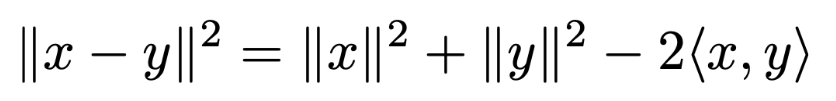 ‖x − y‖² = ‖x‖² + ‖y‖² − 2⟨x, y⟩